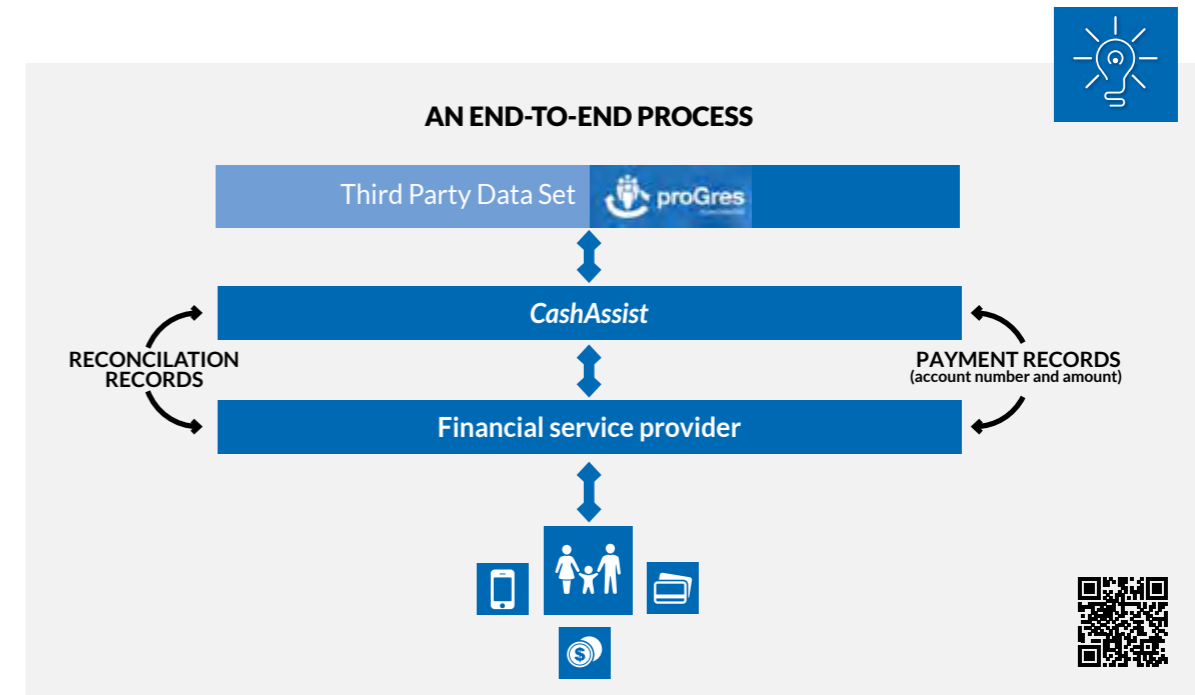 AN END-TO-END PROCESS
Third Party Data Set
proGres
CashAssist
RECONCILATION
RECORDS
PAYMENT RECORDS
(account number and amount)
Financial service provider
$